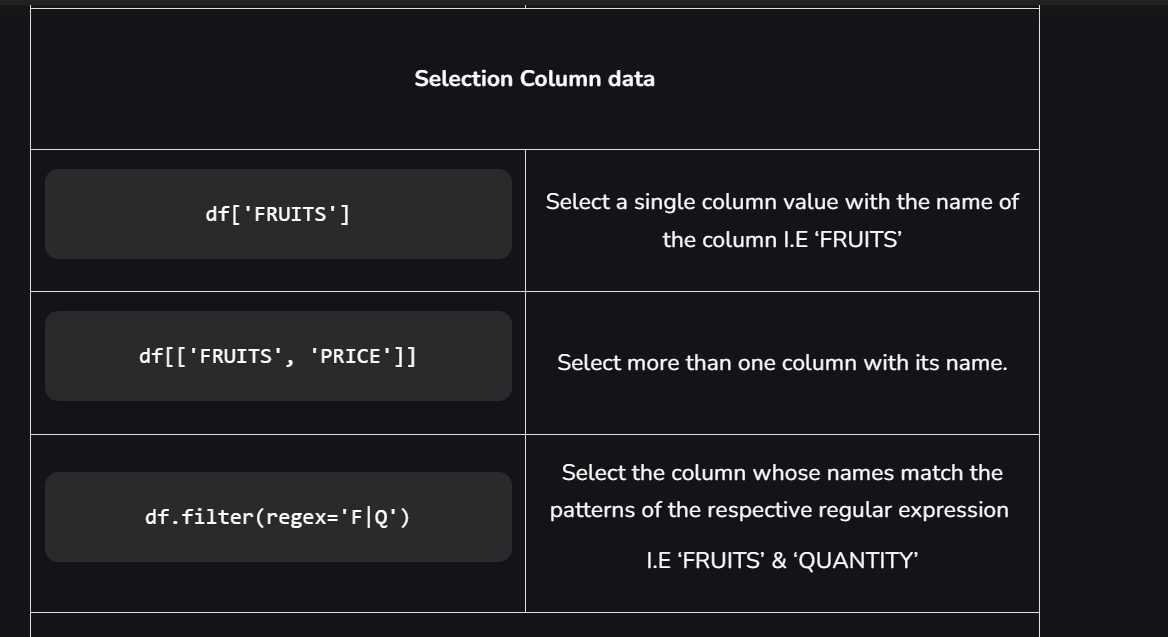 Selection Column data
df['FRUITS']
Select a single column value with the name of
the column I.E ‘FRUITS’
df[['FRUITS', 'PRICE']]
Select more than one column with its name.
df.filter(regex='F|Q')
Select the column whose names match the
patterns of the respective regular expression
I.E ‘FRUITS’ & ‘QUANTITY’